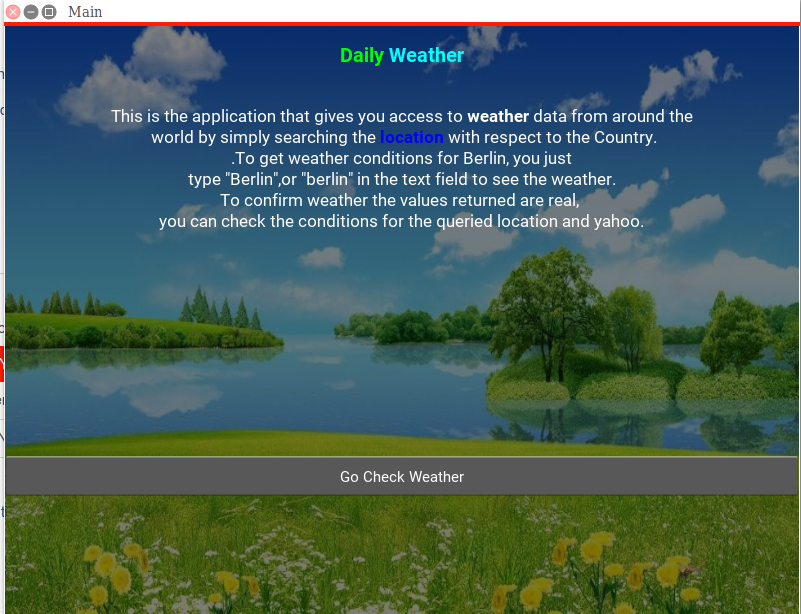 Main
Daily Weather
This is the application that gives you access to weather data from around the
world by simply searching the location with respect to the Country.
.To get weather conditions for Berlin, you just
type "Berlin",or "berlin" in the text field to see the weather.
To confirm weather the values returned are real,
you can check the conditions for the queried location and yahoo.
Go Check Weather